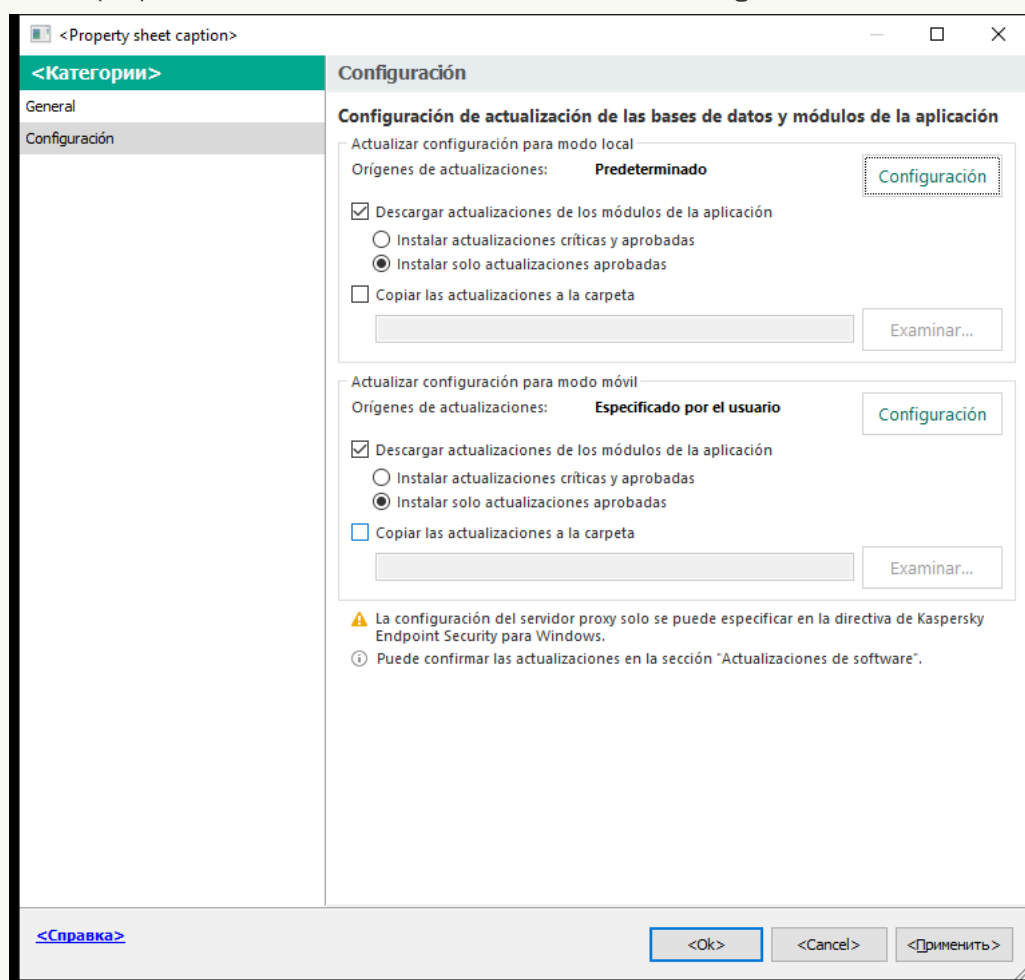 <Property sheet caption>
<Категории>
General
Configuración
Configuración
Configuración de actualización de las bases de datos y módulos de la aplicación
Actualizar configuración para modo local
Orígenes de actualizaciones: Predeterminado
Configuración
Descargar actualizaciones de los módulos de la aplicación
Instalar actualizaciones críticas y aprobadas
Instalar solo actualizaciones aprobadas
Copiar las actualizaciones a la carpeta
Examinar...
Actualizar configuración para modo móvil
Orígenes de actualizaciones: Especificado por el usuario
Configuración
Descargar actualizaciones de los módulos de la aplicación
Instalar actualizaciones críticas y aprobadas
Instalar solo actualizaciones aprobadas
Copiar las actualizaciones a la carpeta
Examinar...
La configuración del servidor proxy solo se puede especificar en la directiva de Kaspersky
Endpoint Security para Windows.
Puede confirmar las actualizaciones en la sección "Actualizaciones de software".
<Справка>
<Ok> <Cancel> <Применить>